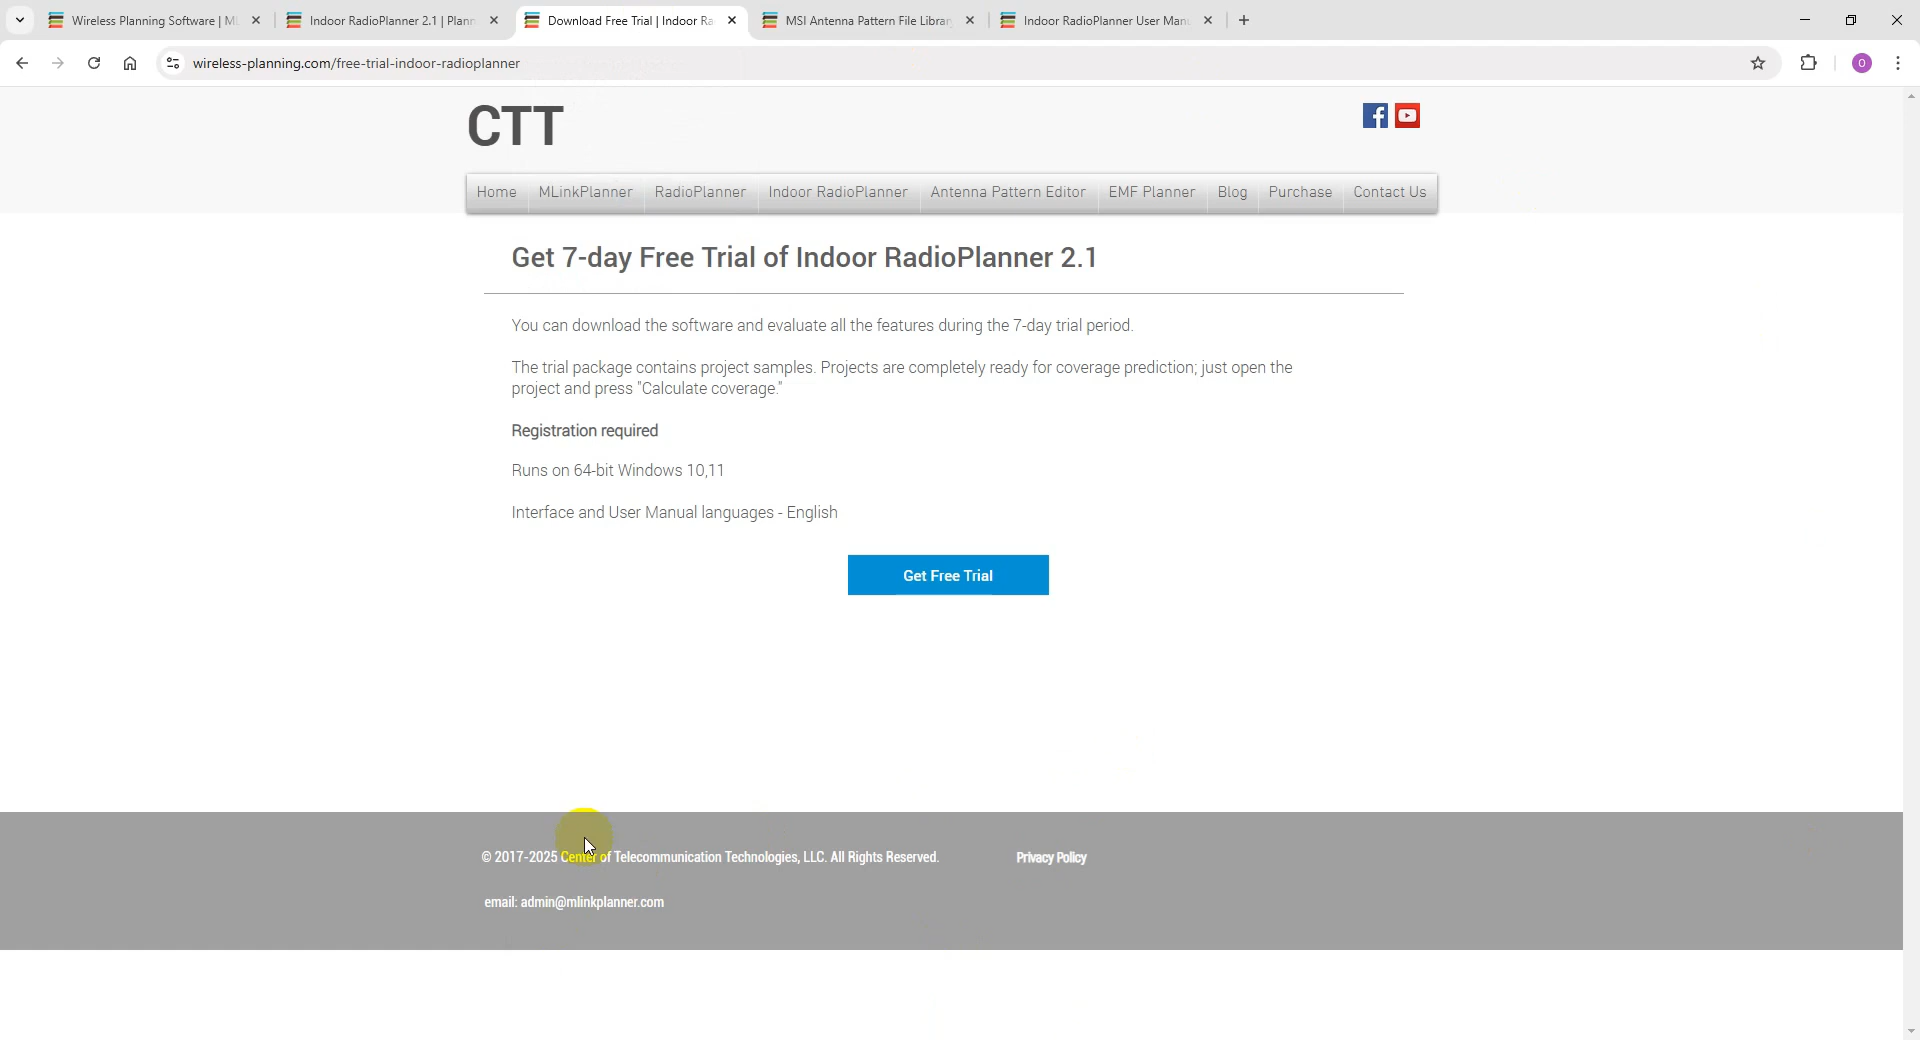 Wireless Planning Software | ML
Indoor RadioPlanner 2.1 | Plann
Download Free Trial | Indoor Ra
MSI Antenna Pattern File Librar
Indoor RadioPlanner User Manu
wireless-planning.com/free-trial-indoor-radioplanner
O
CTT
Home MLinkPlanner RadioPlanner Indoor RadioPlanner Antenna Pattern Editor EMF Planner Blog Purchase Contact Us
Get 7-day Free Trial of Indoor RadioPlanner 2.1
You can download the software and evaluate all the features during the 7-day trial period.
The trial package contains project samples. Projects are completely ready for coverage prediction; just open the
project and press "Calculate coverage."
Registration required
Runs on 64-bit Windows 10,11
Interface and User Manual languages - English
Get Free Trial
© 2017-2025 Center of Telecommunication Technologies, LLC. All Rights Reserved. Privacy Policy
email: admin@mlinkplanner.com